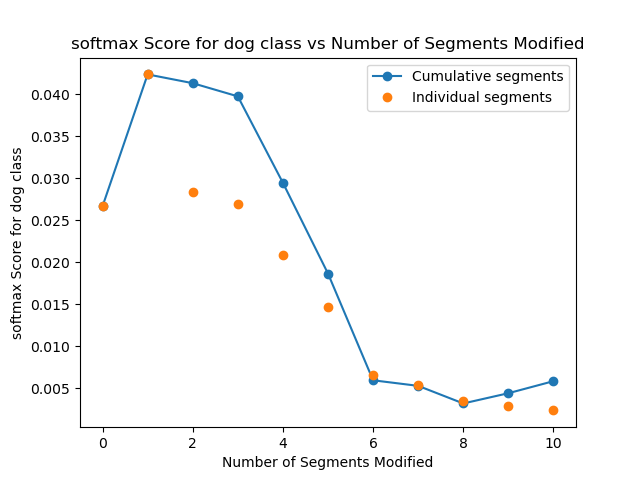 softmax Score for dog class vs Number of Segments Modified
Cumulative segments
Individual segments
softmax Score for dog class
0.040
0.035
0.030
0.025
0.020
0.015
0.010
0.005
0 2 4 6 8 10
Number of Segments Modified